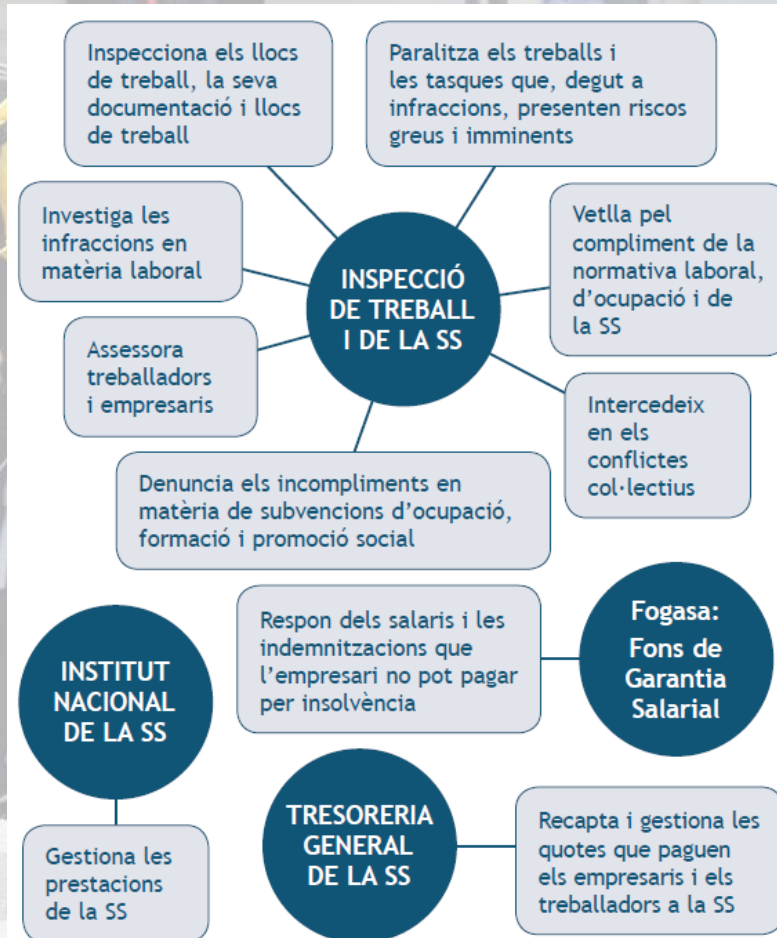 Inspecciona els llocs
de treball, la seva
documentació i llocs
de treball
Paralitza els treballs i
les tasques que, degut a
infraccions, presenten riscos
greus i imminents
Investiga les
infraccions en
matèria laboral
INSPECCIÓ
DE TREBALL
I DE LA SS
Vetlla pel
compliment de la
normativa laboral,
d'ocupació i de
la SS
Assessora
treballadors
i empresaris
Intercedeix
en els
conflictes
col·lectius
Denuncia els incompliments en
matèria de subvencions d'ocupació,
formació i promoció social
Respon dels salaris i les
indemnitzacions que
l'empresari no pot pagar
per insolvència
Fogasa:
Fons de
Garantia
Salarial
INSTITUT
NACIONAL
DE LA SS
TRESORERIA
GENERAL
DE LA SS
Recapta i gestiona les
quotes que paguen
els empresaris i els
treballadors a la SS
Gestiona les
prestacions
de la SS